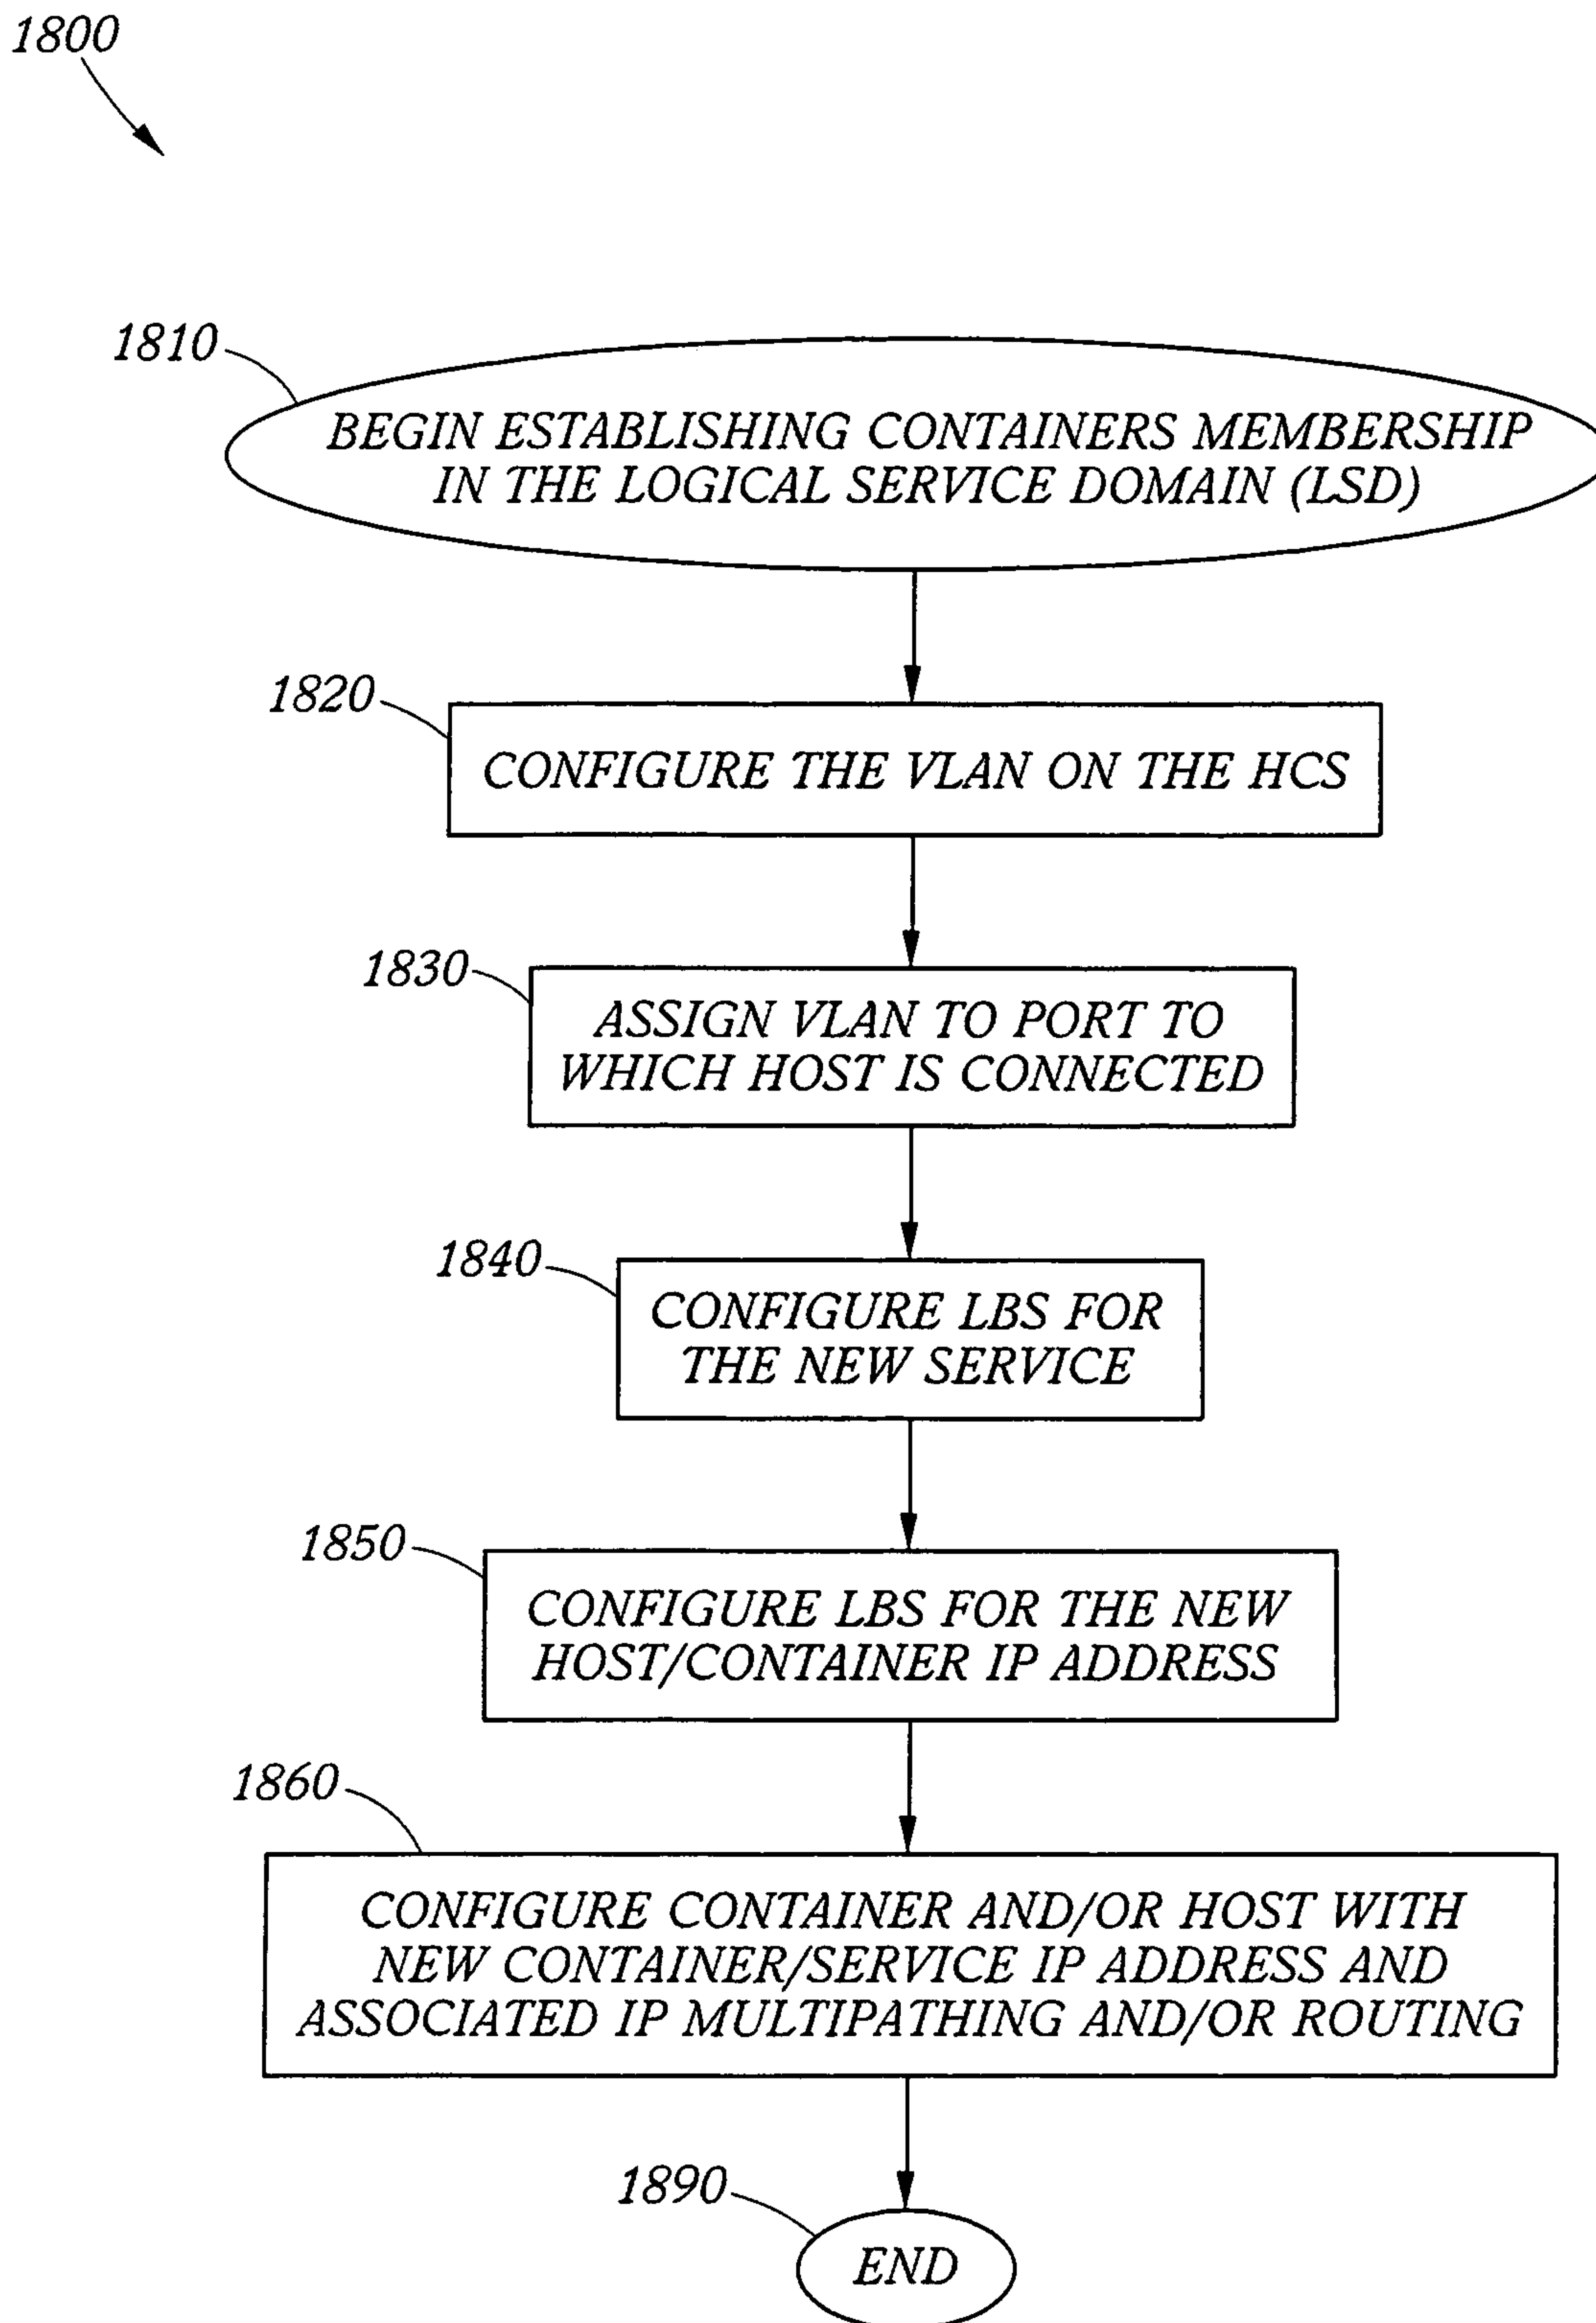 1800
1810
BEGIN ESTABLISHING CONTAINERS MEMBERSHIP
IN THE LOGICAL SERVICE DOMAIN (LSD)
1820
CONFIGURE THE VLAN ON THE HCS
1830
ASSIGN VLAN TO PORT TO
WHICH HOST IS CONNECTED
1840
CONFIGURE LBS FOR
THE NEW SERVICE
1850
CONFIGURE LBS FOR THE NEW
HOST/CONTAINER IP ADDRESS
1860
CONFIGURE CONTAINER AND/OR HOST WITH
NEW CONTAINER/SERVICE IP ADDRESS AND
ASSOCIATED IP MULTIPATHING AND/OR ROUTING
1890
END